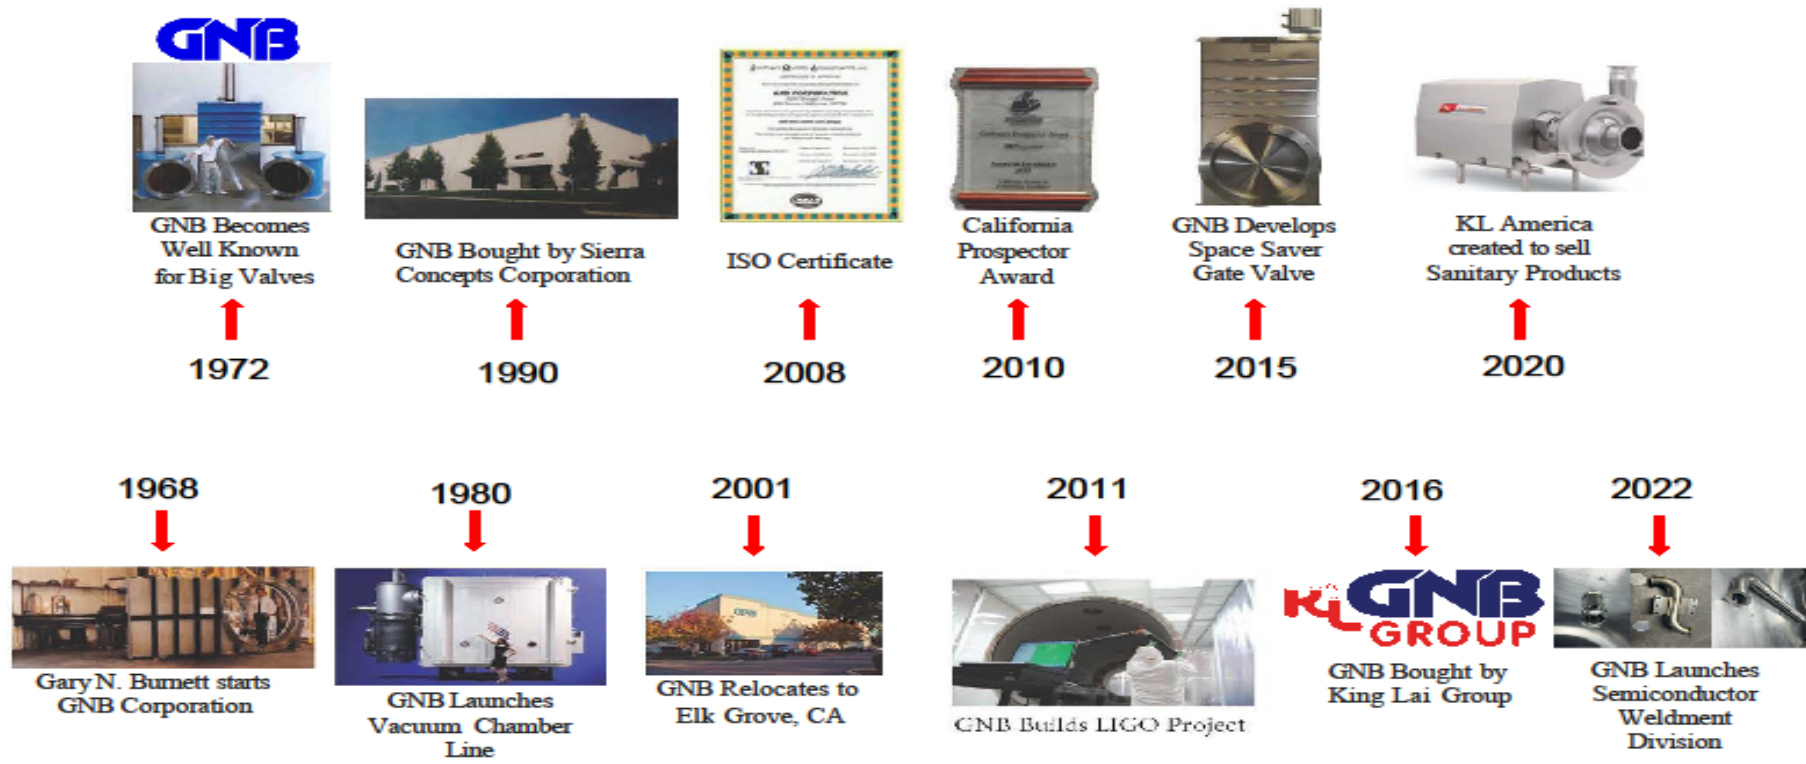 GNB
GNB Becomes
Well Known
for Big Valves
1972
GNB Bought by Sierra
Concepts Corporation
1990
ISO Certificate
2008
California
Prospector
Award
2010
GNB Develops
Space Saver
Gate Valve
2015
KL America
created to sell
Sanitary Products
2020
1968
Gary N. Burnett starts
GNB Corporation
1980
GNB Launches
Vacuum Chamber
Line
2001
GNB Relocates to
Elk Grove, CA
2011
GNB Builds LIGO Project
2016
KL GNB
GROUP
GNB Bought by
King Lai Group
2022
GNB Launches
Semiconductor
Weldment
Division